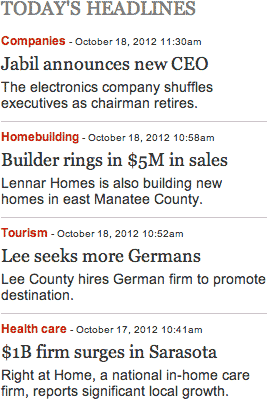 TODAY'S HEADLINES
Companies - October 18, 2012 11:30am
Jabil announces new CEO
The electronics company shuffles
executives as chairman retires.
Homebuilding - October 18, 2012 10:58am
Builder rings in $5M in sales
Lennar Homes is also building new
homes in east Manatee County.
Tourism - October 18, 2012 10:52am
Lee seeks more Germans
Lee County hires German firm to promote
destination.
Health care - October 17, 2012 10:41am
$1B firm surges in Sarasota
Right at Home, a national in-home care
firm, reports significant local growth.